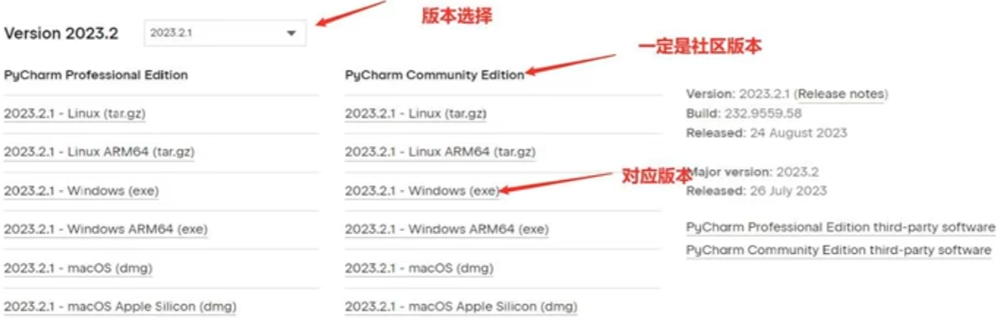 版本选择
Version 2023.2
2023.2.1
一定是社区版本
PyCharm Professional Edition
2023.2.1 - Linux (tar.gz)
2023.2.1 - Linux ARM64 (tar.gz)
2023.2.1 - Windows (exe)
2023.2.1 - Windows ARM64 (exe)
2023.2.1 - macOS (dmg)
2023.2.1 - macOS Apple Silicon (dmg)
PyCharm Community Edition
2023.2.1 - Linux (tar.gz)
2023.2.1 - Linux ARM64 (tar.gz)
2023.2.1 - Windows (exe)
2023.2.1 - Windows ARM64 (exe)
2023.2.1 - macOS (dmg)
2023.2.1 - macOS Apple Silicon (dmg)
对应版本
Version: 2023.2.1 (Release notes)
Build: 232.9559.58
Released: 24 August 2023
Major version: 2023.2
Released: 26 July 2023
PyCharm Professional Edition third-party software
PyCharm Community Edition third-party software